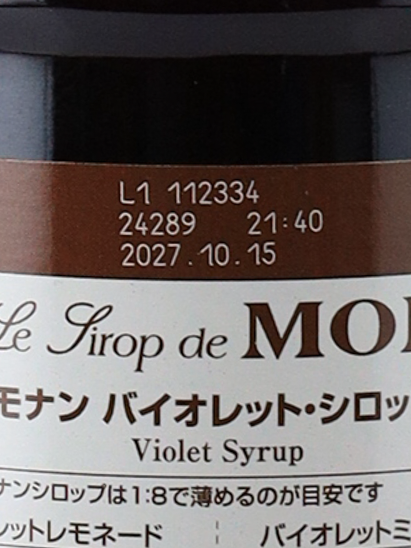 L1 112334
24289 21:40
2027.10.15
Le Sirop de MO
モナン バイオレット・シロッ
Violet Syrup
ナンシロップは1:8で薄めるのが目安です
ットレモネード
バイオレットミ